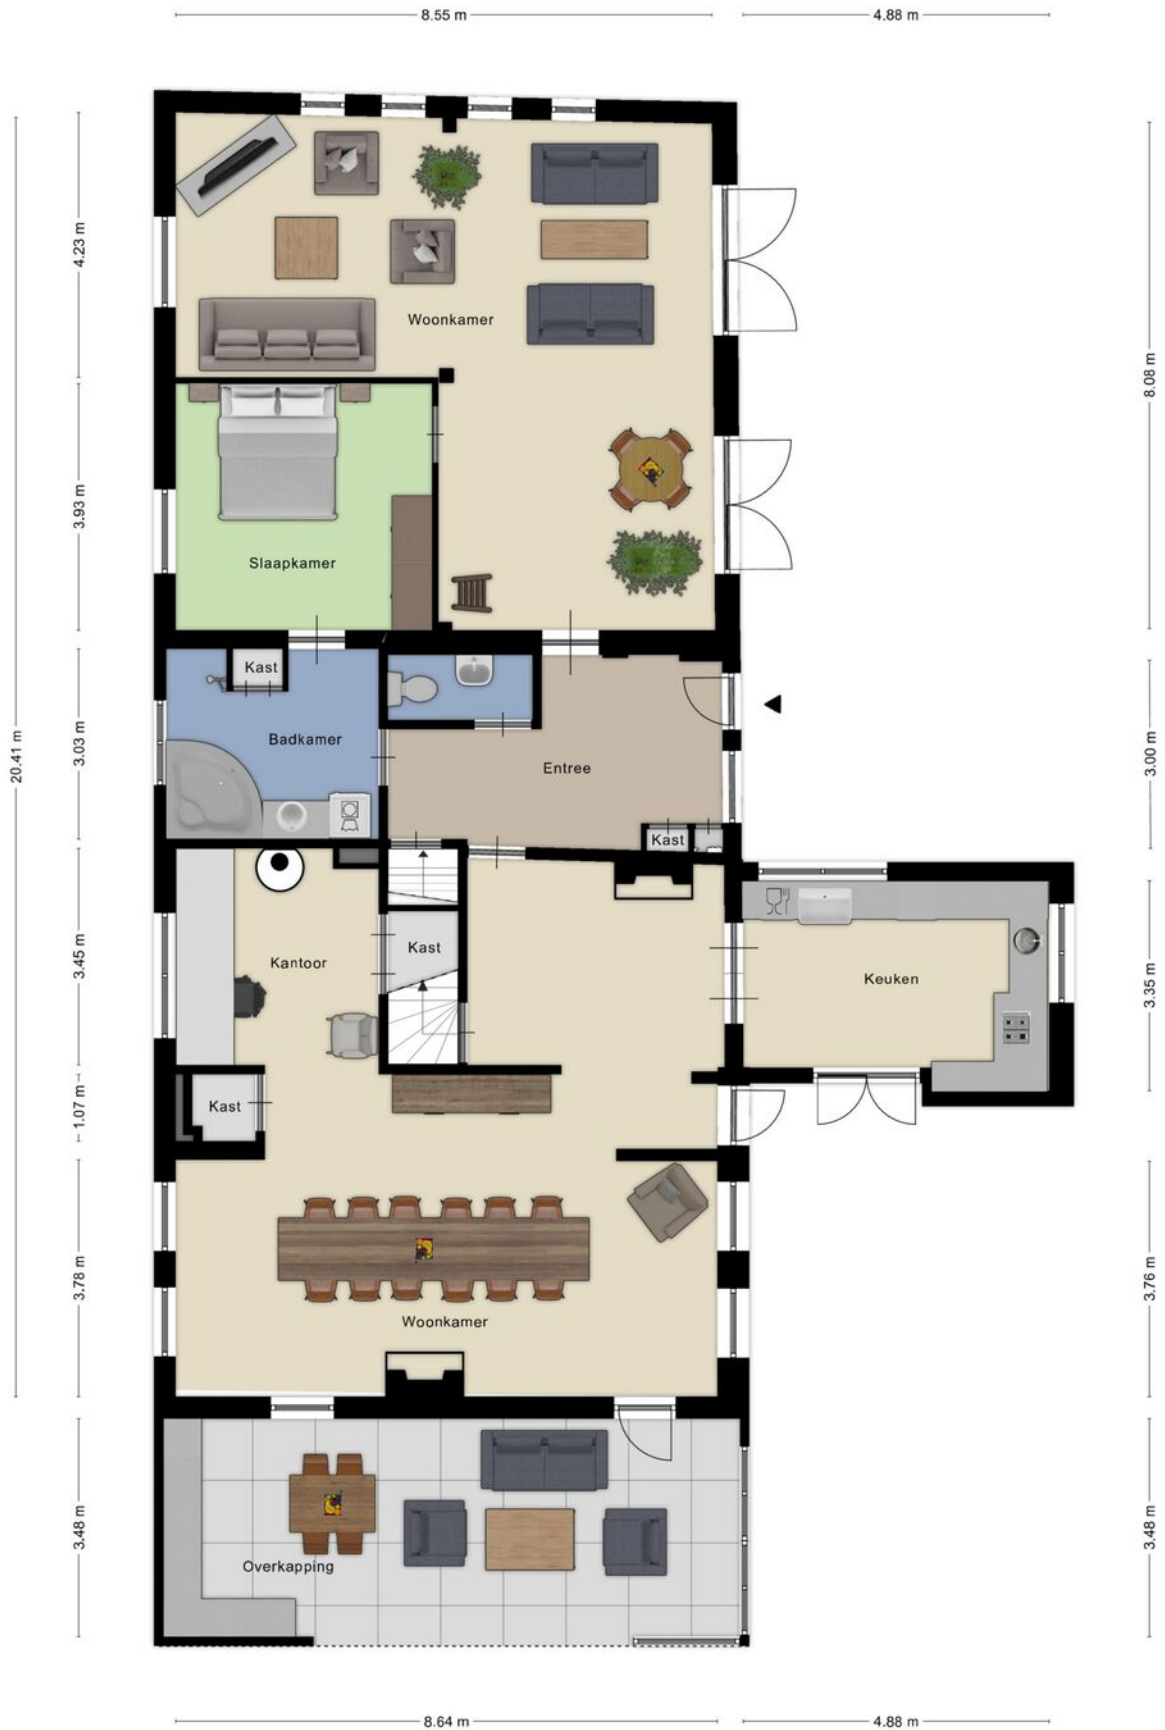 8.55 m
4.88 m
4.23 m
Woonkamer
8.08 m
3.93 m
Slaapkamer
Kast
20.41 m
3.03 m
Badkamer
Entree
3.00 m
Kast
3.45 m
Kantoor
Kast
Keuken
3.35 m
1.07 m
Kast
3.78 m
Woonkamer
3.76 m
3.48 m
Overkapping
3.48 m
8.64 m
4.88 m